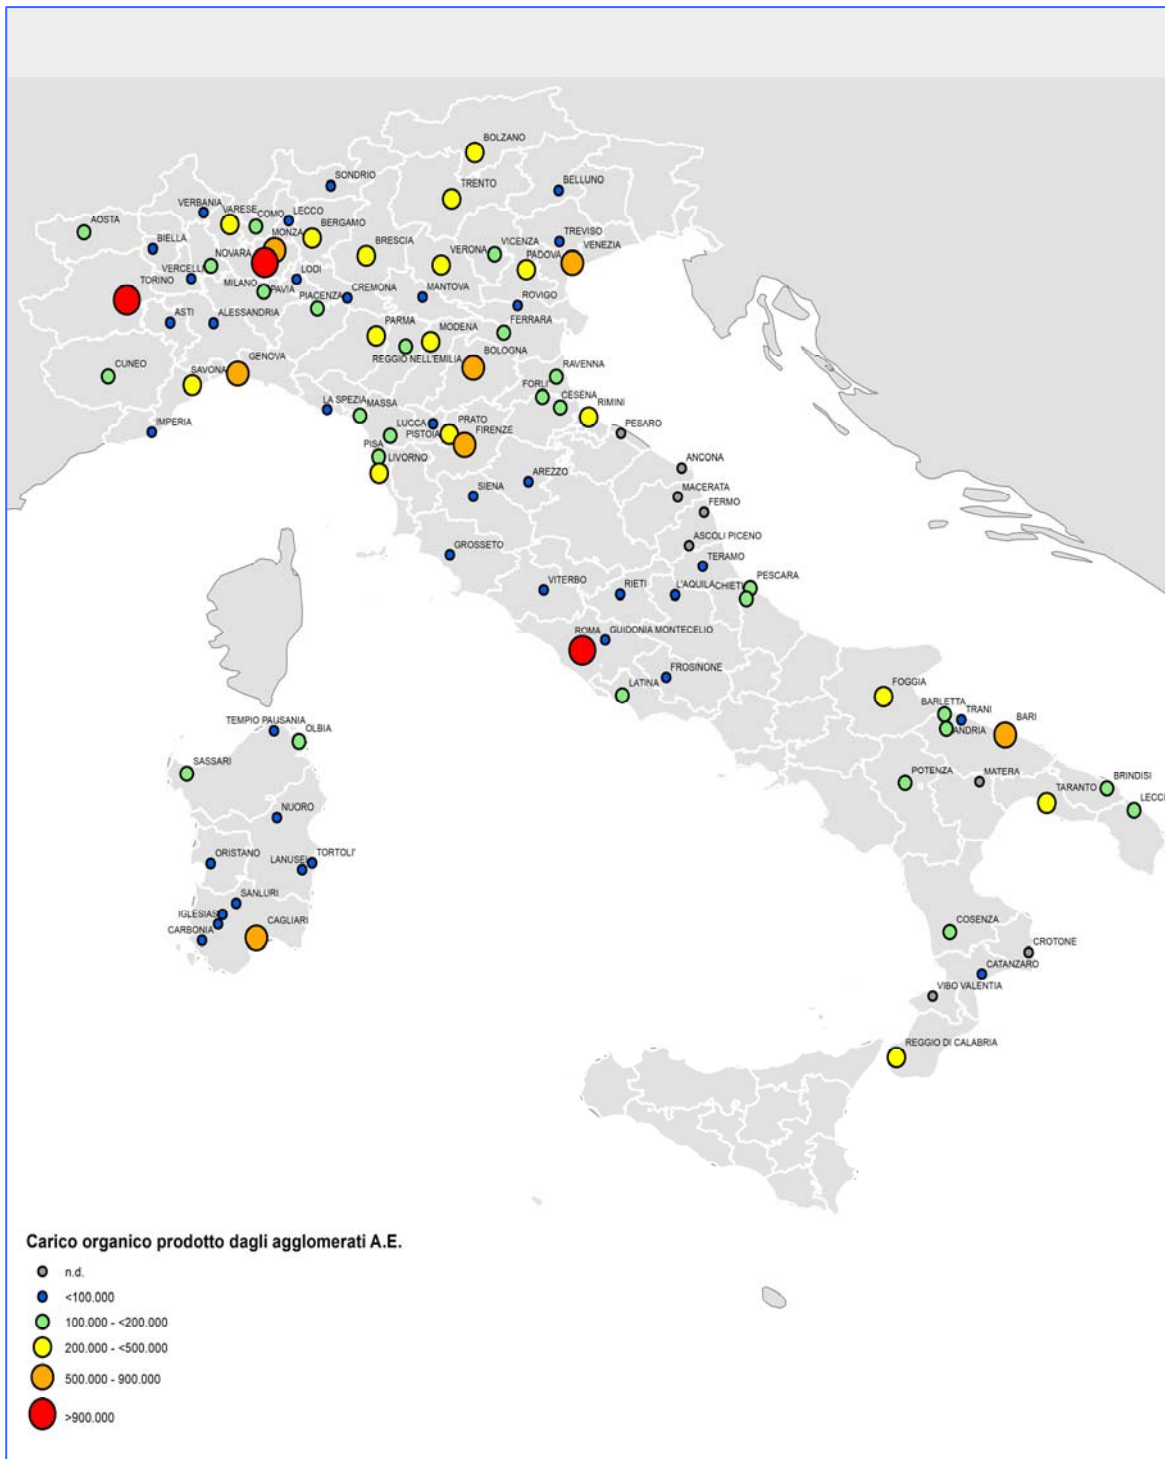 BOLZANO
SONDRIO
TRENTO
BELLUNO
VERBANIA
VARESE
COMO
LECCO
AOSTA
MONZA
BERGAMO
TREVISO
BIELLA
BRESCIA
VERONA
VICENZA
VENEZIA
NOVARA
PADOVA
VERCELLI
LODI
TORINO
MILANO
PAVIA
PIACENZA
CREMONA
MANTOVA
ROVIGO
ASTI
ALESSANDRIA
PARMA
MODENA
FERRARA
GENOVA
REGGIO NELL'EMILIA
BOLOGNA
CUNEO
SAVONA
RAVENNA
FORLI'
CESENA
LA SPEZIA
MASSA
RIMINI
IMPERIA
LUCCA
PRATO
PESARO
PISTOIA
FIRENZE
PISA
LIVORNO
ANCONA
AREZZO
SIENA
MACERATA
FERMO
GROSSETO
ASCOLI PICENO
TERAMO
VITERBO
RIETI
L'AQUILA
CHIETI
PESCARA
ROMA
GUIDONIA MONTECELIO
FROSINONE
LATINA
FOGGIA
BARLETTA
TRANI
BARI
ANDRIA
TEMPIO PAUSANIA
OLBIA
SASSARI
POTENZA
MATERA
TARANTO
BRINDISI
LECCE
NUORO
ORISTANO
LANUSEI
TORTOLI'
SANLURI
IGLESIAS
CARBONIA
CAGLIARI
COSENZA
CROTONE
CATANZARO
VIBO VALENTIA
REGGIO DI CALABRIA
Carico organico prodotto dagli agglomerati A.E.
n.d.
<100.000
100.000 - <200.000
200.000 - <500.000
500.000 - 900.000
>900.000